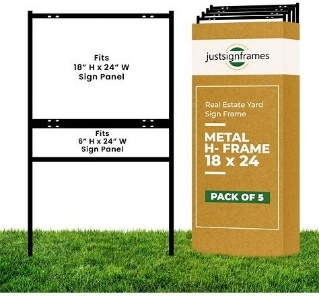 Fits
18" H x 24" W
Sign Panel
Fits
6" H x 24" W
Sign Panel
justsignframes
Real Estate Yard
Sign Frame
METAL
H- FRAME
18 x 24
PACK OF 5